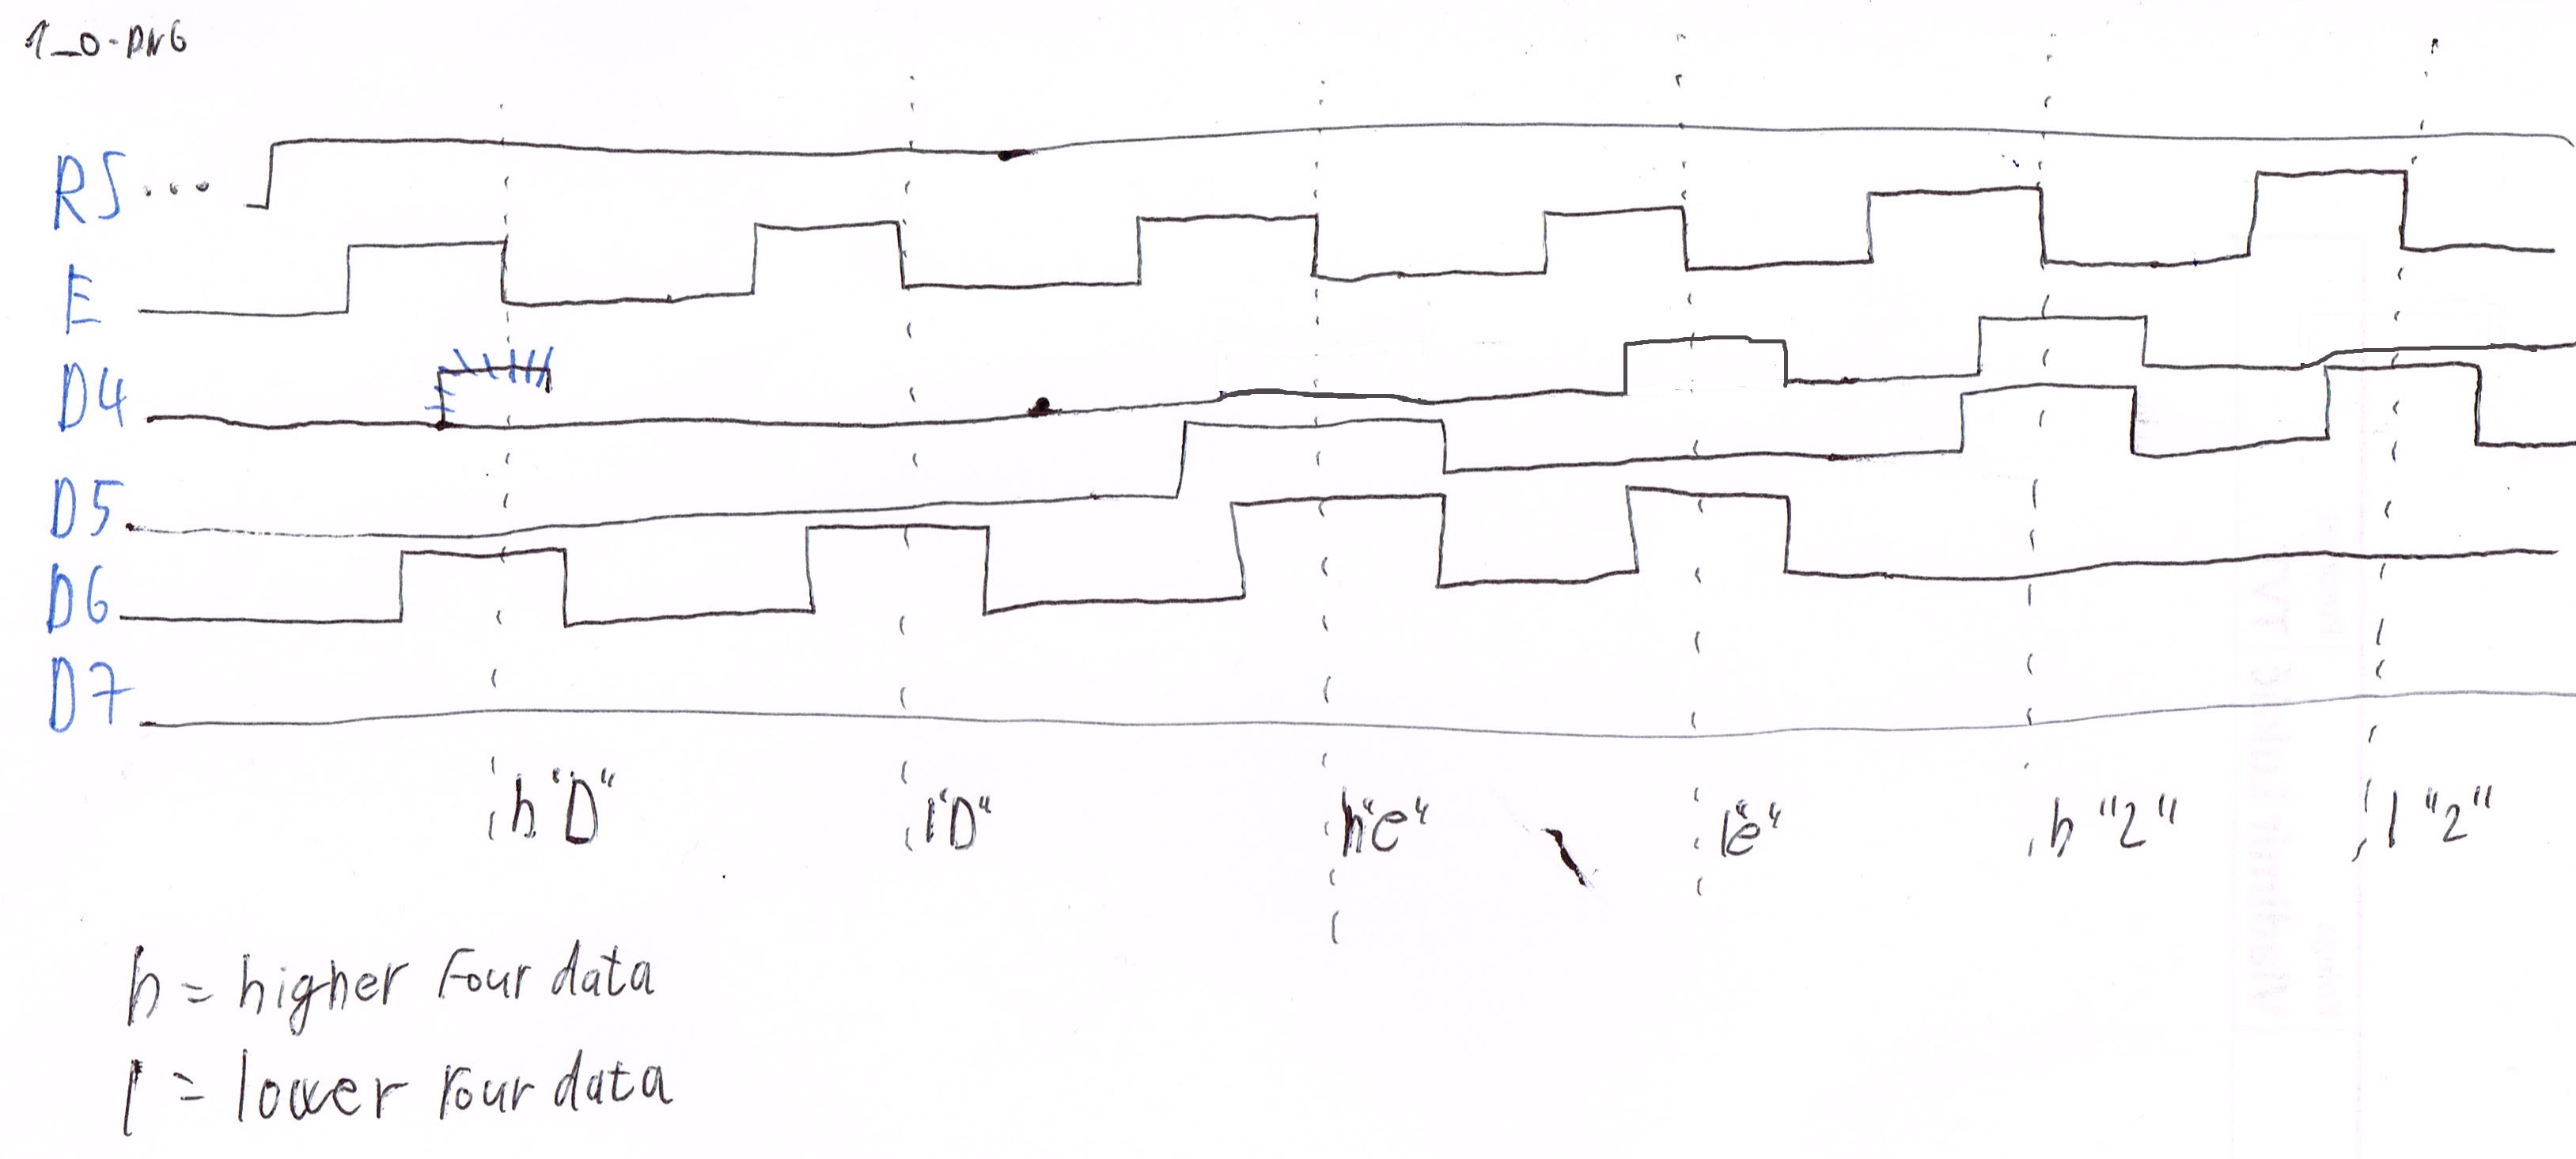 1_0-PNG
RS...
E
D4
D5
D6
D7
h"D" l"D" h"e" l"e" h"2" l"2"
h = higher Four data
l = lower Four data